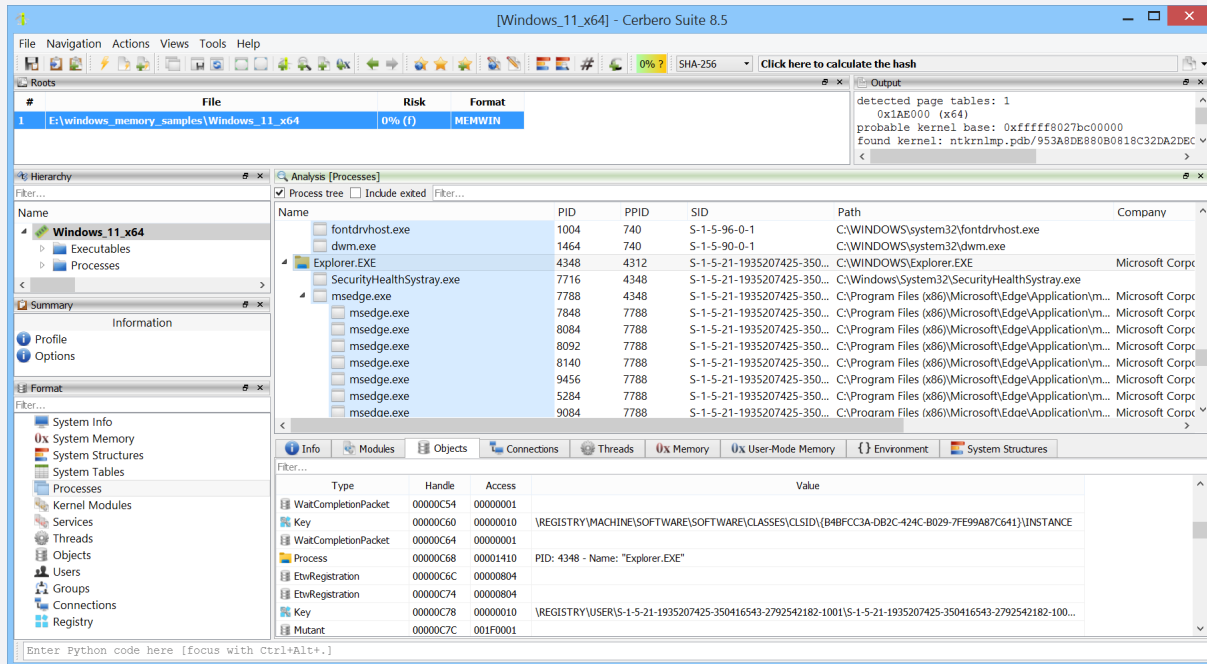 [Windows_11_x64] - Cerbero Suite 8.5
File Navigation Actions Views Tools Help
0% ? SHA-256 Click here to calculate the hash
Roots
# File Risk Format
1 E:\windows_memory_samples\Windows_11_x64 0% (f) MEMWIN
Output
detected page tables: 1
0x1AE000 (x64)
probable kernel base: 0xfffff8027bc00000
found kernel: ntkrnlmp.pdb/953A8DE880B0818C32DA2DEC
Hierarchy
Filter...
Name
Windows_11_x64
Executables
Processes
Summary
Information
Profile
Options
Format
Filter...
System Info
0x System Memory
System Structures
System Tables
Processes
Kernel Modules
Services
Threads
Objects
Users
Groups
Connections
Registry
Analysis [Processes]
Process tree Include exited Filter...
Name PID PPID SID Path Company
fontdrvhost.exe 1004 740 S-1-5-96-0-1 C:\WINDOWS\system32\fontdrvhost.exe
dwm.exe 1464 740 S-1-5-90-0-1 C:\WINDOWS\system32\dwm.exe
Explorer.EXE 4348 4312 S-1-5-21-1935207425-350... C:\WINDOWS\Explorer.EXE Microsoft Corpo
SecurityHealthSystray.exe 7716 4348 S-1-5-21-1935207425-350... C:\Windows\System32\SecurityHealthSystray.exe
msedge.exe 7788 4348 S-1-5-21-1935207425-350... C:\Program Files (x86)\Microsoft\Edge\Application\m... Microsoft Corpo
msedge.exe 7848 7788 S-1-5-21-1935207425-350... C:\Program Files (x86)\Microsoft\Edge\Application\m... Microsoft Corpo
msedge.exe 8084 7788 S-1-5-21-1935207425-350... C:\Program Files (x86)\Microsoft\Edge\Application\m... Microsoft Corpo
msedge.exe 8092 7788 S-1-5-21-1935207425-350... C:\Program Files (x86)\Microsoft\Edge\Application\m... Microsoft Corpo
msedge.exe 8140 7788 S-1-5-21-1935207425-350... C:\Program Files (x86)\Microsoft\Edge\Application\m... Microsoft Corpo
msedge.exe 9456 7788 S-1-5-21-1935207425-350... C:\Program Files (x86)\Microsoft\Edge\Application\m... Microsoft Corpo
msedge.exe 5284 7788 S-1-5-21-1935207425-350... C:\Program Files (x86)\Microsoft\Edge\Application\m... Microsoft Corpo
msedge.exe 9084 7788 S-1-5-21-1935207425-350... C:\Program Files (x86)\Microsoft\Edge\Application\m... Microsoft Corpo
Info Modules Objects Connections Threads 0x Memory 0x User-Mode Memory {} Environment System Structures
Filter...
Type Handle Access Value
WaitCompletionPacket 00000C54 00000001
Key 00000C60 00000010 \REGISTRY\MACHINE\SOFTWARE\SOFTWARE\CLASSES\CLSID\{B4BFCC3A-DB2C-424C-B029-7FE99A87C641}\INSTANCE
WaitCompletionPacket 00000C64 00000001
Process 00000C68 00001410 PID: 4348 - Name: "Explorer.EXE"
EtwRegistration 00000C6C 00000804
EtwRegistration 00000C74 00000804
Key 00000C78 00000010 \REGISTRY\USER\S-1-5-21-1935207425-350416543-2792542182-1001\S-1-5-21-1935207425-350416543-2792542182-100...
Mutant 00000C7C 001F0001
Enter Python code here [focus with Ctrl+Alt+.]